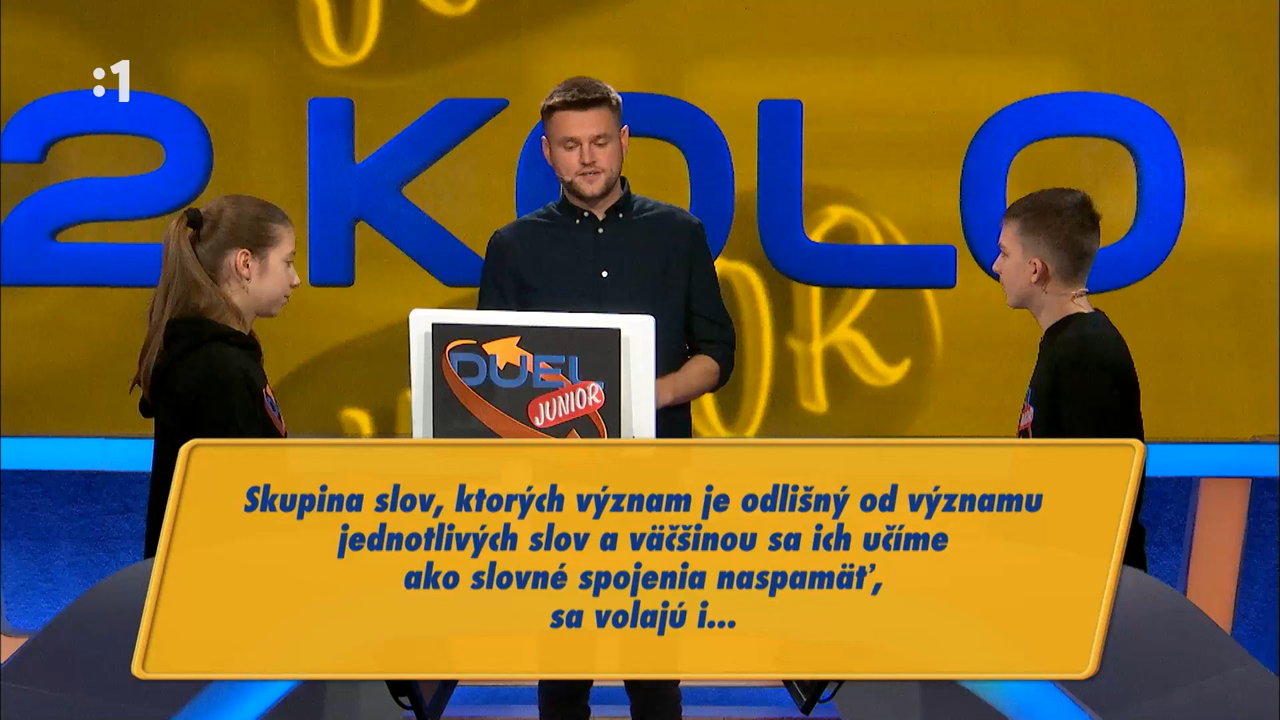 :1
2 KOLO
DUEL
JUNIOR
Skupina slov, ktorých význam je odlišný od významu
jednotlivých slov a väčšinou sa ich učíme
ako slovné spojenia naspamäť,
sa volajú i...